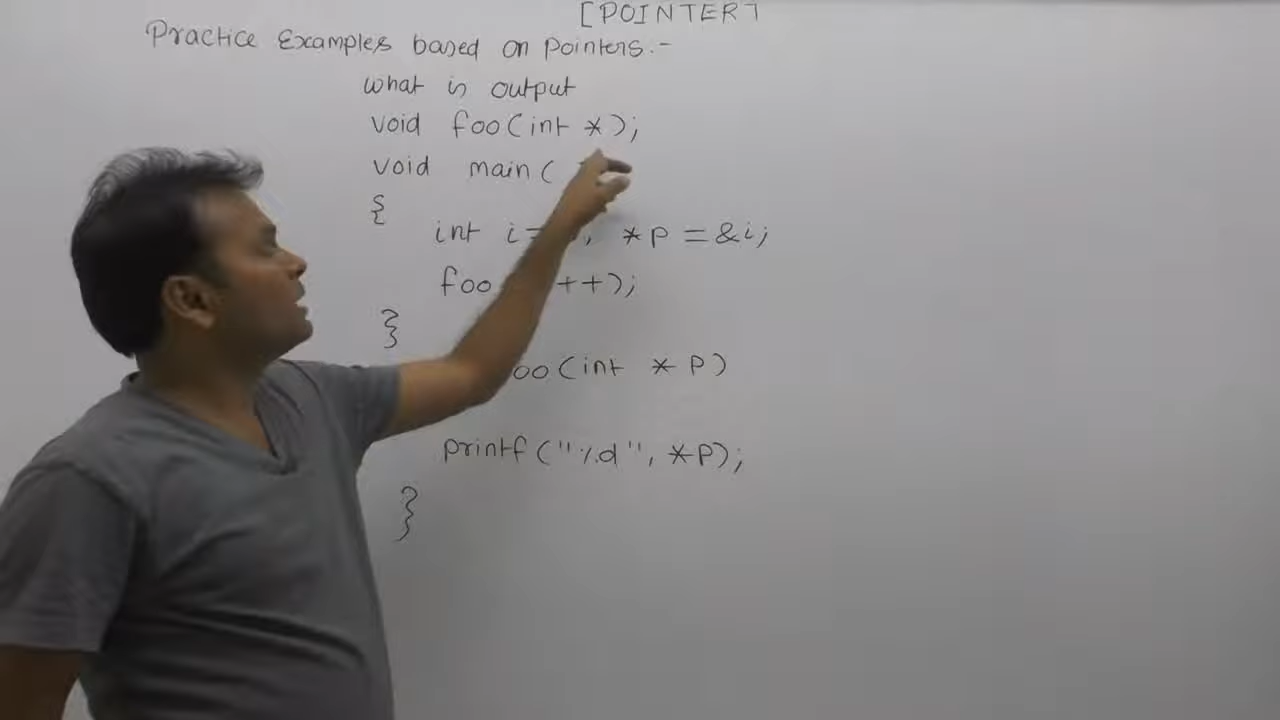 [POINTER]
Practice Examples based on Pointers:-
what is output
void foo(int *);
void main(
{
int i= , *p =&i;
foo ++);
}
oo(int *P)
printf("%d", *P);
}